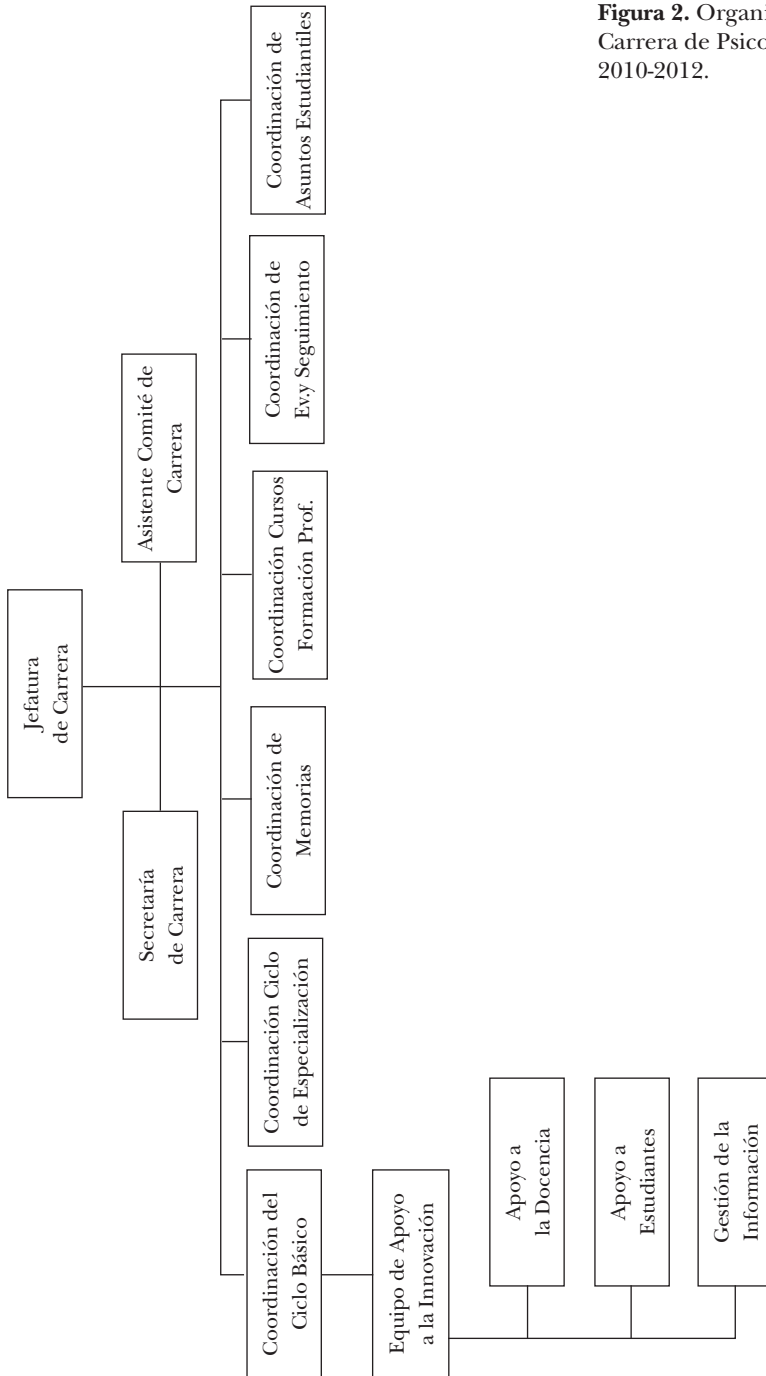 Figura 2. Organi
Carrera de Psico
2010-2012.
Jefatura
de Carrera
Secretaría
de Carrera
Asistente Comité de
Carrera
Coordinación del
Ciclo Básico
Coordinación Ciclo
de Especialización
Coordinación de
Memorias
Coordinación Cursos
Formación Prof.
Coordinación de
Ev.y Seguimiento
Coordinación de
Asuntos Estudiantiles
Equipo de Apoyo
a la Innovación
Apoyo a
la Docencia
Apoyo a
Estudiantes
Gestión de la
Información